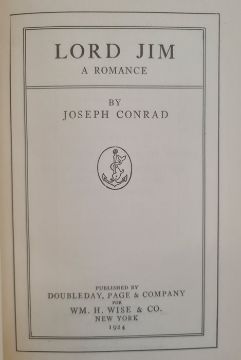 LORD JIM
A ROMANCE
BY
JOSEPH CONRAD
PUBLISHED BY
DOUBLEDAY, PAGE & COMPANY
FOR
WM. H. WISE & CO.
NEW YORK
1924